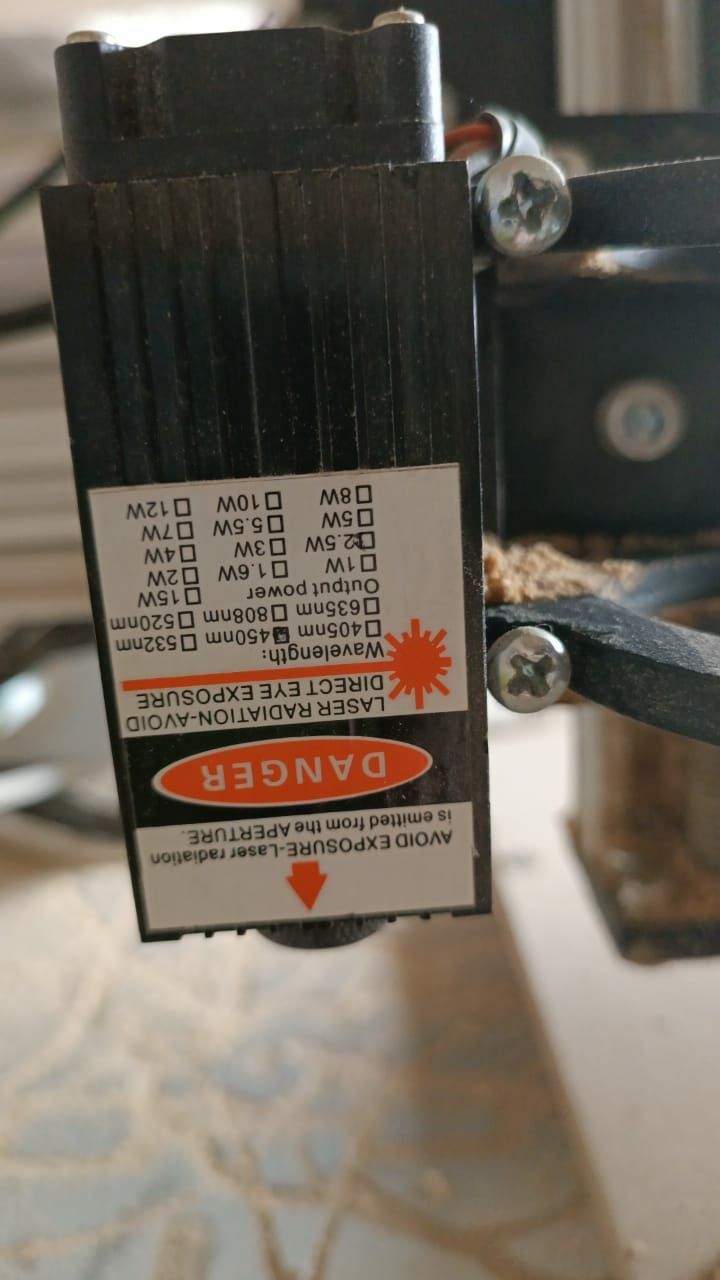 AVOID EXPOSURE-Laser radiation
is emitted from the APERTURE.
DANGER
LASER RADIATION-AVOID
DIRECT EYE EXPOSURE
Wavelength:
☐405nm ☑450nm ☐532nm
☐635nm ☐808nm ☐520nm
Output power ☐15W
☐1W ☐1.6W ☐2W
☑2.5W ☐3W ☐4W
☐5W ☐5.5W ☐7W
☐8W ☐10W ☐12W